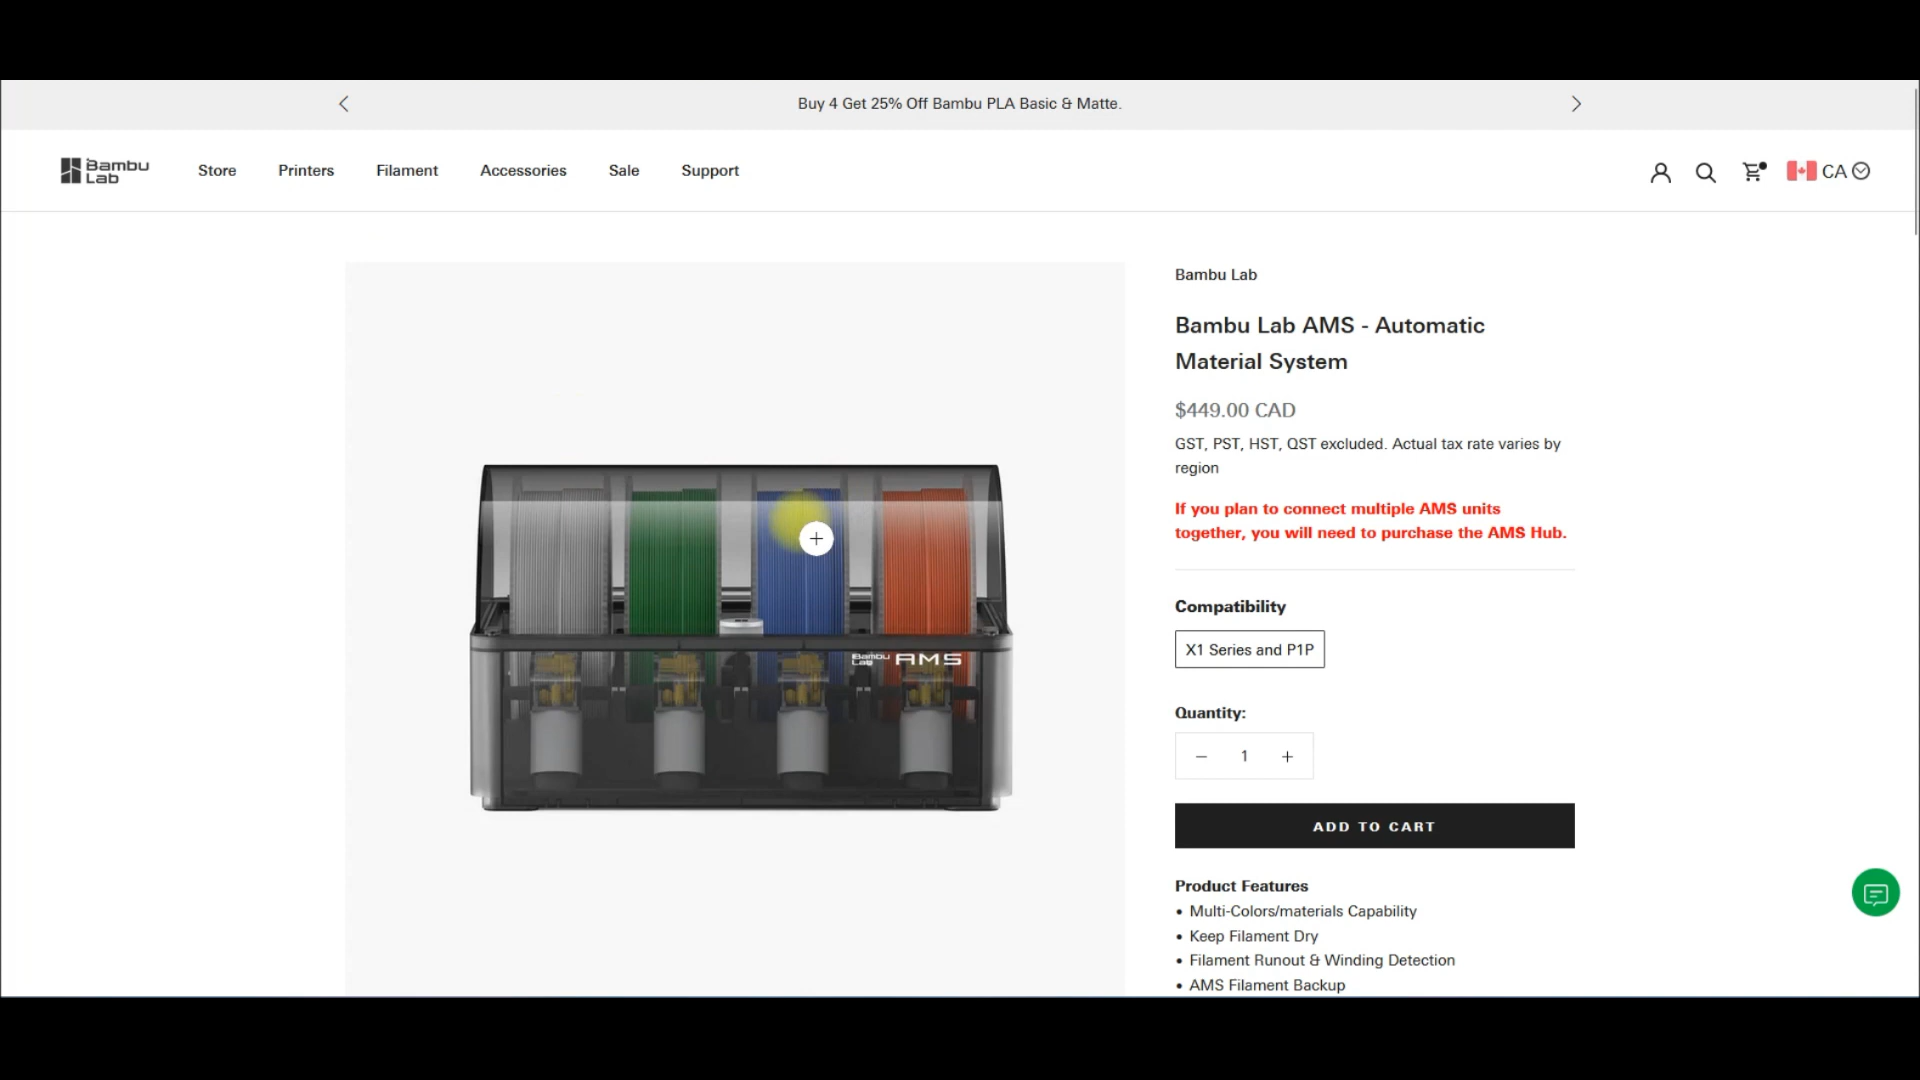 Buy 4 Get 25% Off Bambu PLA Basic & Matte.
Bambu
Lab
Store
Printers
Filament
Accessories
Sale
Support
CA
Bambu Lab
Bambu Lab AMS - Automatic
Material System
$449.00 CAD
GST, PST, HST, QST excluded. Actual tax rate varies by
region
If you plan to connect multiple AMS units
together, you will need to purchase the AMS Hub.
Bambu
Lab
AMS
Compatibility
X1 Series and P1P
Quantity:
− 1 +
ADD TO CART
Product Features
• Multi-Colors/materials Capability
• Keep Filament Dry
• Filament Runout & Winding Detection
• AMS Filament Backup